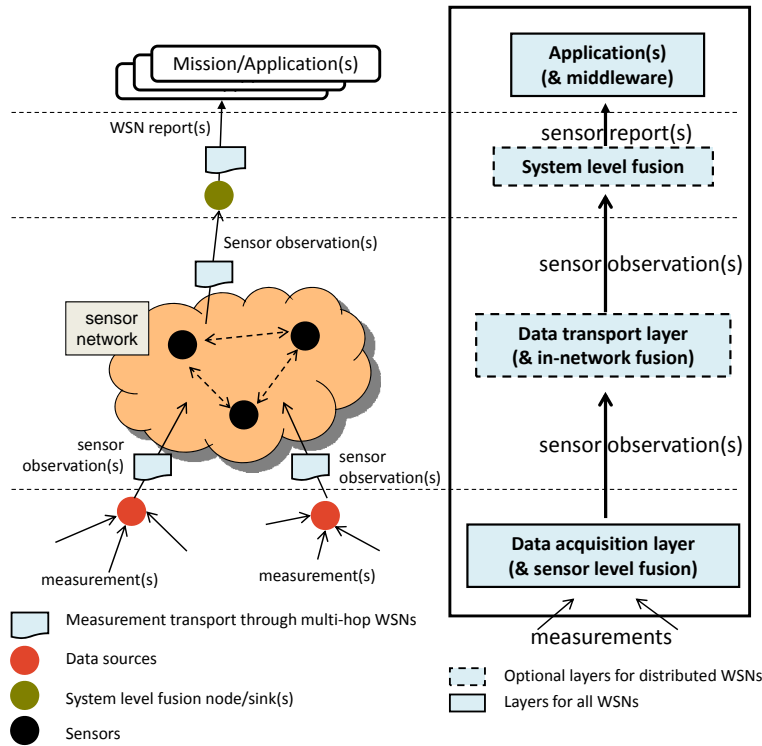 Mission/Application(s)
WSN report(s)
Sensor observation(s)
sensor
network
sensor
observation(s)
sensor
observation(s)
measurement(s)
measurement(s)
Measurement transport through multi-hop WSNs
Data sources
System level fusion node/sink(s)
Sensors
Application(s)
(& middleware)
sensor report(s)
System level fusion
sensor observation(s)
Data transport layer
(& in-network fusion)
sensor observation(s)
Data acquisition layer
(& sensor level fusion)
measurements
Optional layers for distributed WSNs
Layers for all WSNs